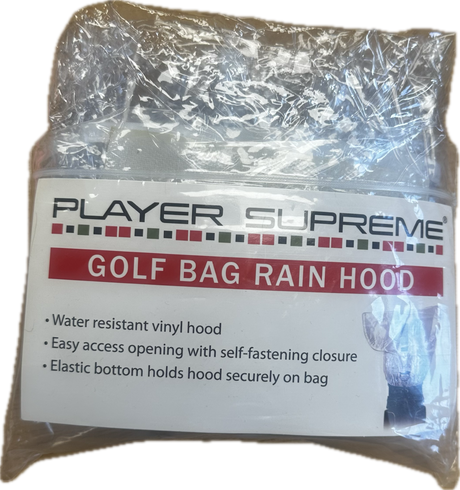 PLAYER SUPREME®
GOLF BAG RAIN HOOD
• Water resistant vinyl hood
• Easy access opening with self-fastening closure
• Elastic bottom holds hood securely on bag